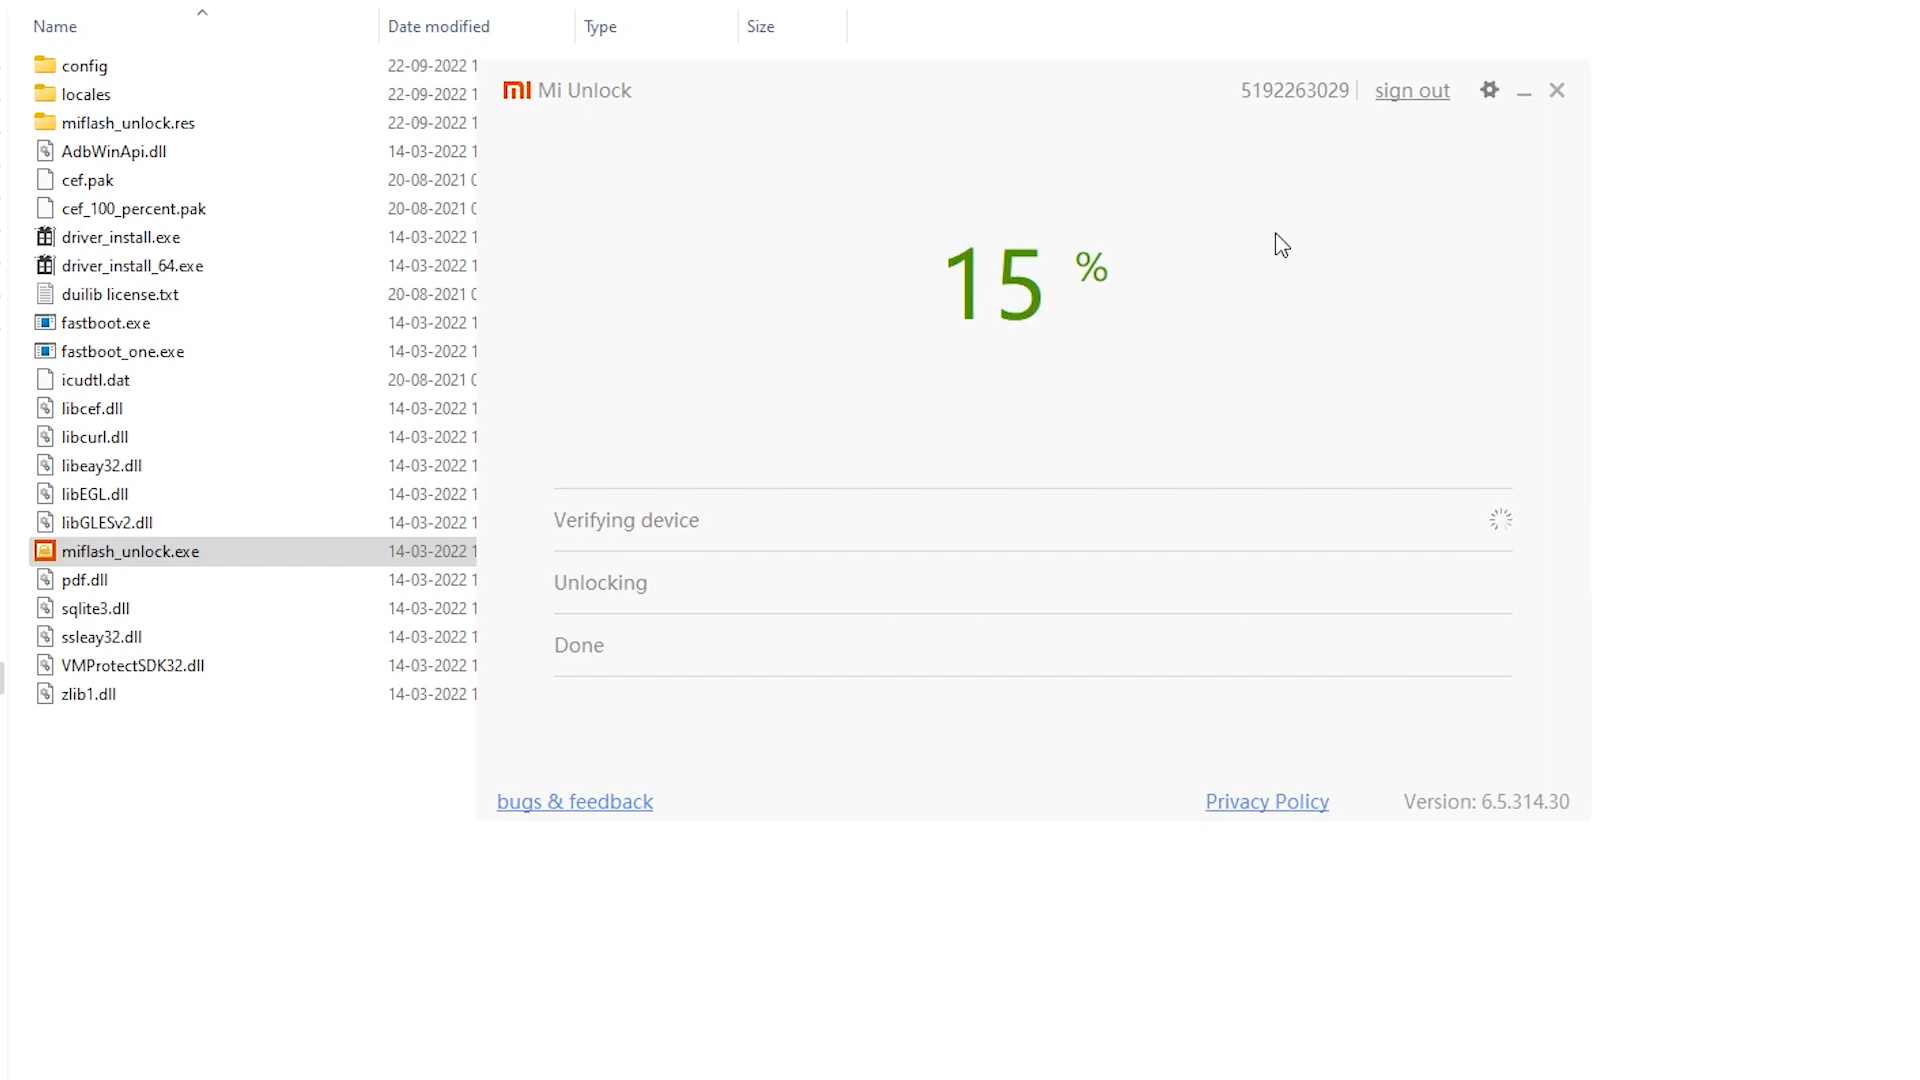 Name Date modified Type Size
config 22-09-2022 1
locales 22-09-2022 1
miflash_unlock.res 22-09-2022 1
AdbWinApi.dll 14-03-2022 1
cef.pak 20-08-2021 0
cef_100_percent.pak 20-08-2021 0
driver_install.exe 14-03-2022 1
driver_install_64.exe 14-03-2022 1
duilib license.txt 20-08-2021 0
fastboot.exe 14-03-2022 1
fastboot_one.exe 14-03-2022 1
icudtl.dat 20-08-2021 0
libcef.dll 14-03-2022 1
libcurl.dll 14-03-2022 1
libeay32.dll 14-03-2022 1
libEGL.dll 14-03-2022 1
libGLESv2.dll 14-03-2022 1
miflash_unlock.exe 14-03-2022 1
pdf.dll 14-03-2022 1
sqlite3.dll 14-03-2022 1
ssleay32.dll 14-03-2022 1
VMProtectSDK32.dll 14-03-2022 1
zlib1.dll 14-03-2022 1
MI Mi Unlock 5192263029 sign out
15 %
Verifying device
Unlocking
Done
bugs & feedback Privacy Policy Version: 6.5.314.30